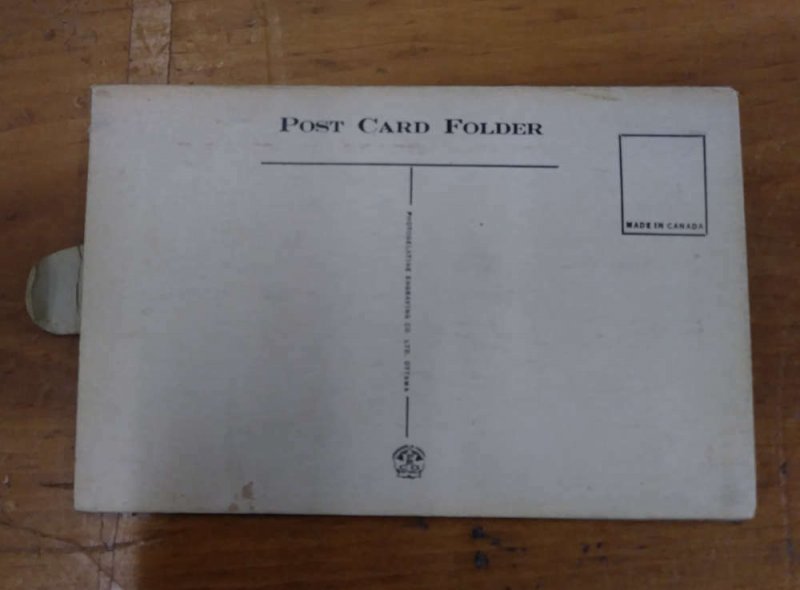 POST CARD FOLDER
MADE IN CANADA
PHOTOGELATINE ENGRAVING CO. LTD. OTTAWA